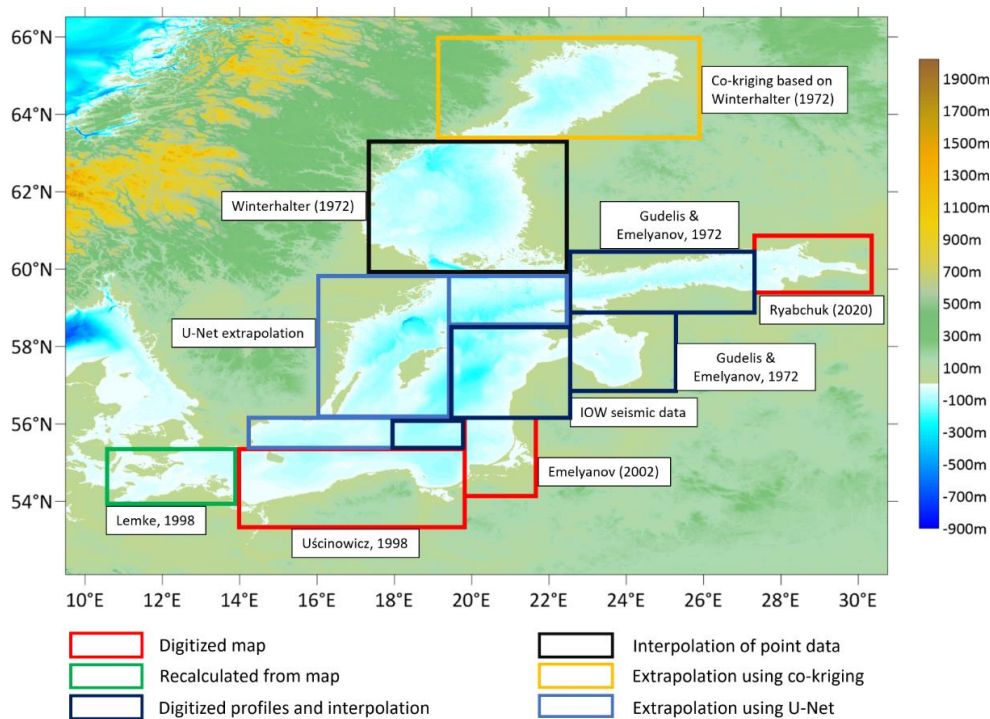 66°N
64°N
62°N
60°N
58°N
56°N
54°N
Co-kriging based on
Winterhalter (1972)
Winterhalter (1972)
Gudelis &
Emelyanov, 1972
Ryabchuk (2020)
U-Net extrapolation
Gudelis &
Emelyanov, 1972
IOW seismic data
Emelyanov (2002)
Lemke, 1998
Uścinowicz, 1998
1900m
1700m
1500m
1300m
1100m
900m
700m
500m
300m
100m
-100m
-300m
-500m
-700m
-900m
10°E 12°E 14°E 16°E 18°E 20°E 22°E 24°E 26°E 28°E 30°E
Digitized map
Recalculated from map
Digitized profiles and interpolation
Interpolation of point data
Extrapolation using co-kriging
Extrapolation using U-Net